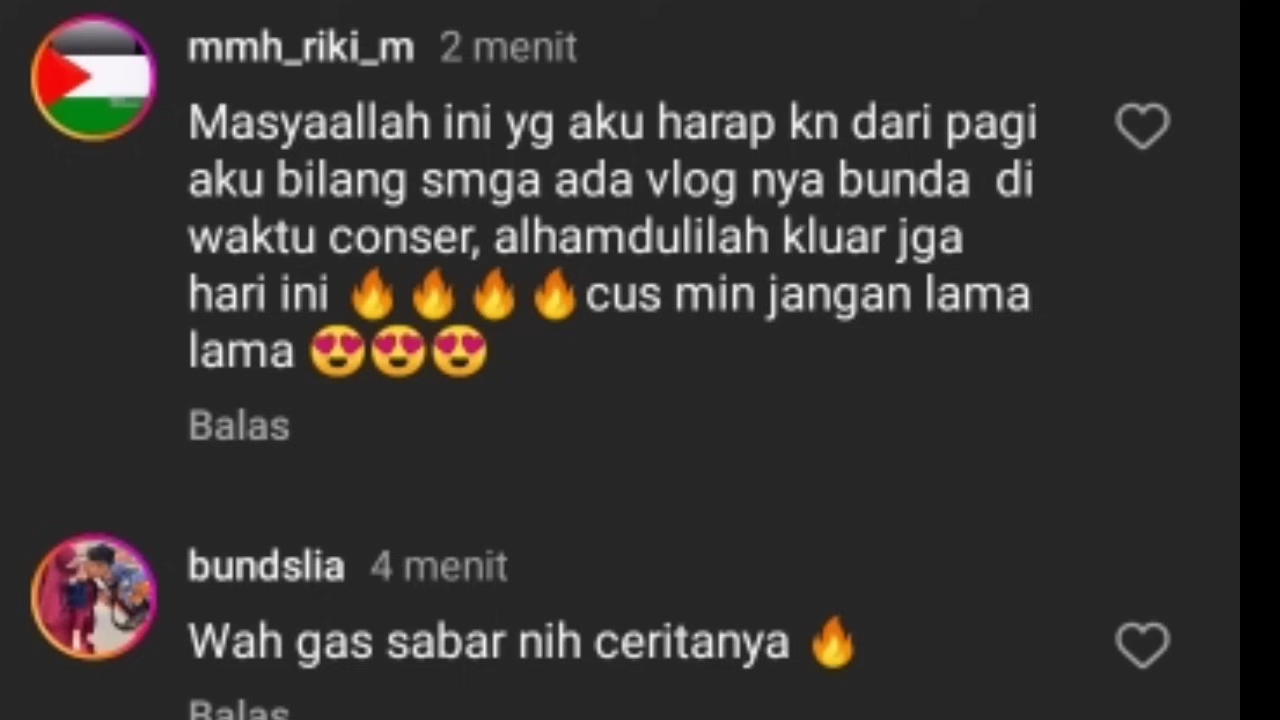 mmh_riki_m 2 menit
Masyaallah ini yg aku harap kn dari pagi
aku bilang smga ada vlog nya bunda di
waktu conser, alhamdulilah kluar jga
hari ini 🔥🔥🔥🔥cus min jangan lama
lama 😍😍😍
Balas
bundslia 4 menit
Wah gas sabar nih ceritanya 🔥
Balas